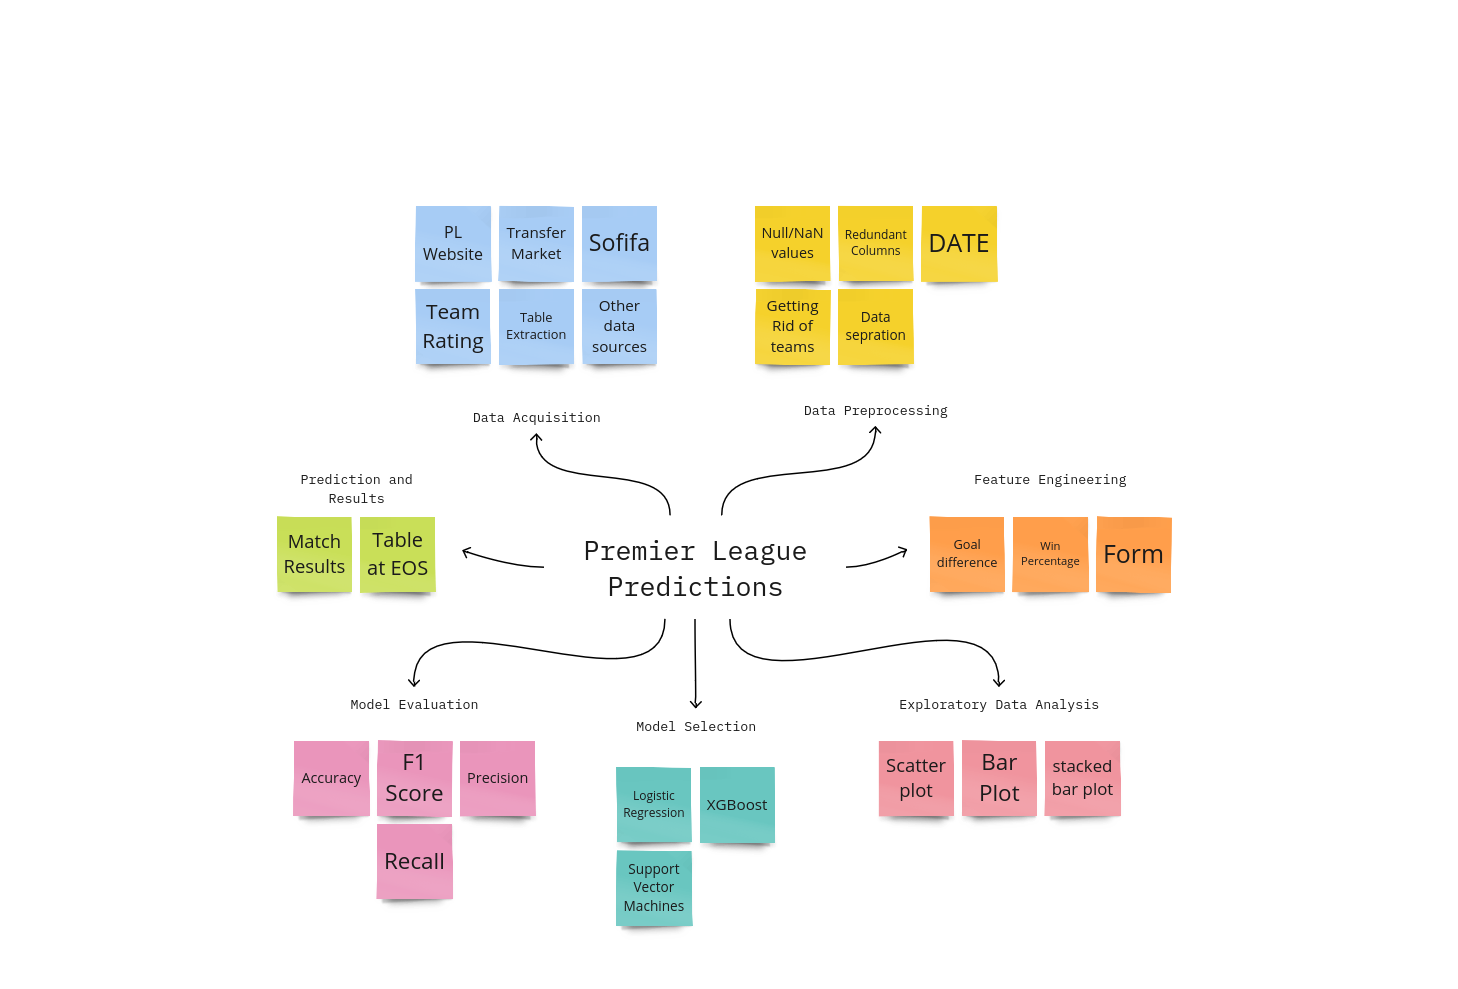 PL
Website
Transfer
Market
Sofifa
Team
Rating
Table
Extraction
Other
data
sources
Data Acquisition
Null/NaN
values
Redundant
Columns
DATE
Getting
Rid of
teams
Data
sepration
Data Preprocessing
Prediction and
Results
Match
Results
Table
at EOS
Premier League
Predictions
Feature Engineering
Goal
difference
Win
Percentage
Form
Model Evaluation
Accuracy
F1
Score
Precision
Recall
Model Selection
Logistic
Regression
XGBoost
Support
Vector
Machines
Exploratory Data Analysis
Scatter
plot
Bar
Plot
stacked
bar plot